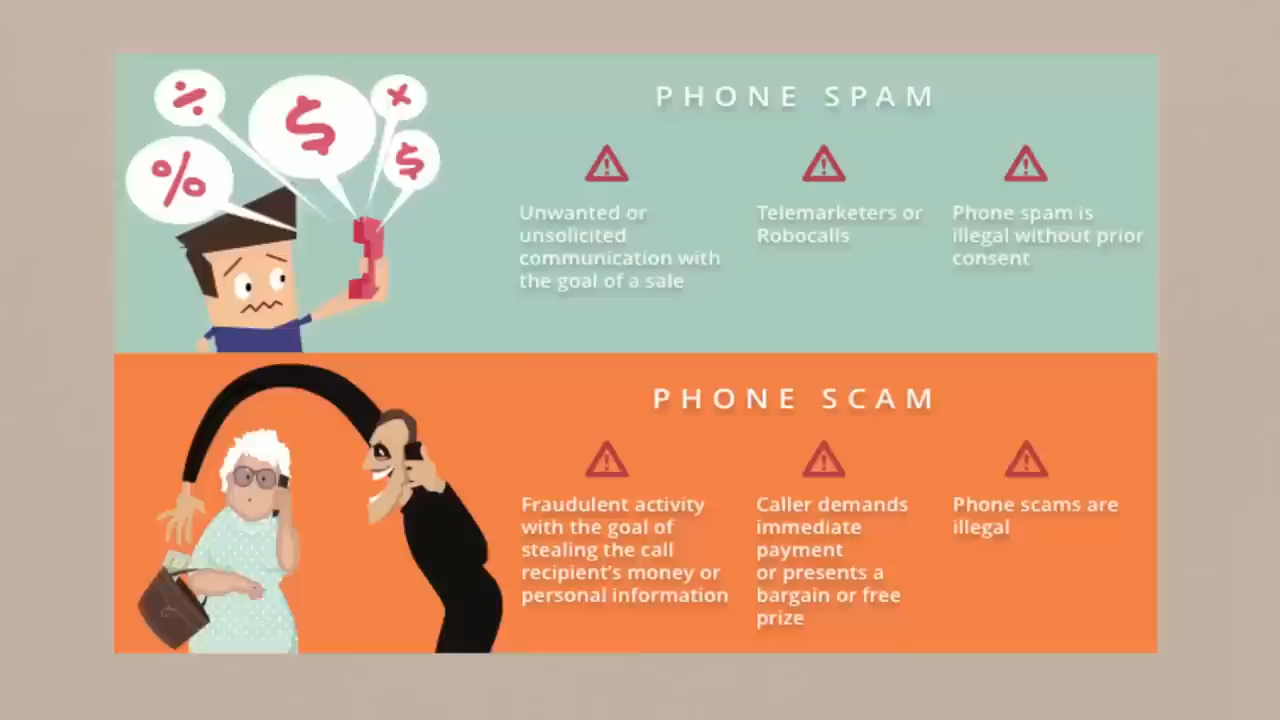 PHONE SPAM
Unwanted or
unsolicited
communication with
the goal of a sale
Telemarketers or
Robocalls
Phone spam is
illegal without prior
consent
% ÷ $ × $
PHONE SCAM
Fraudulent activity
with the goal of
stealing the call
recipient's money or
personal information
Caller demands
immediate
payment
or presents a
bargain or free
prize
Phone scams are
illegal